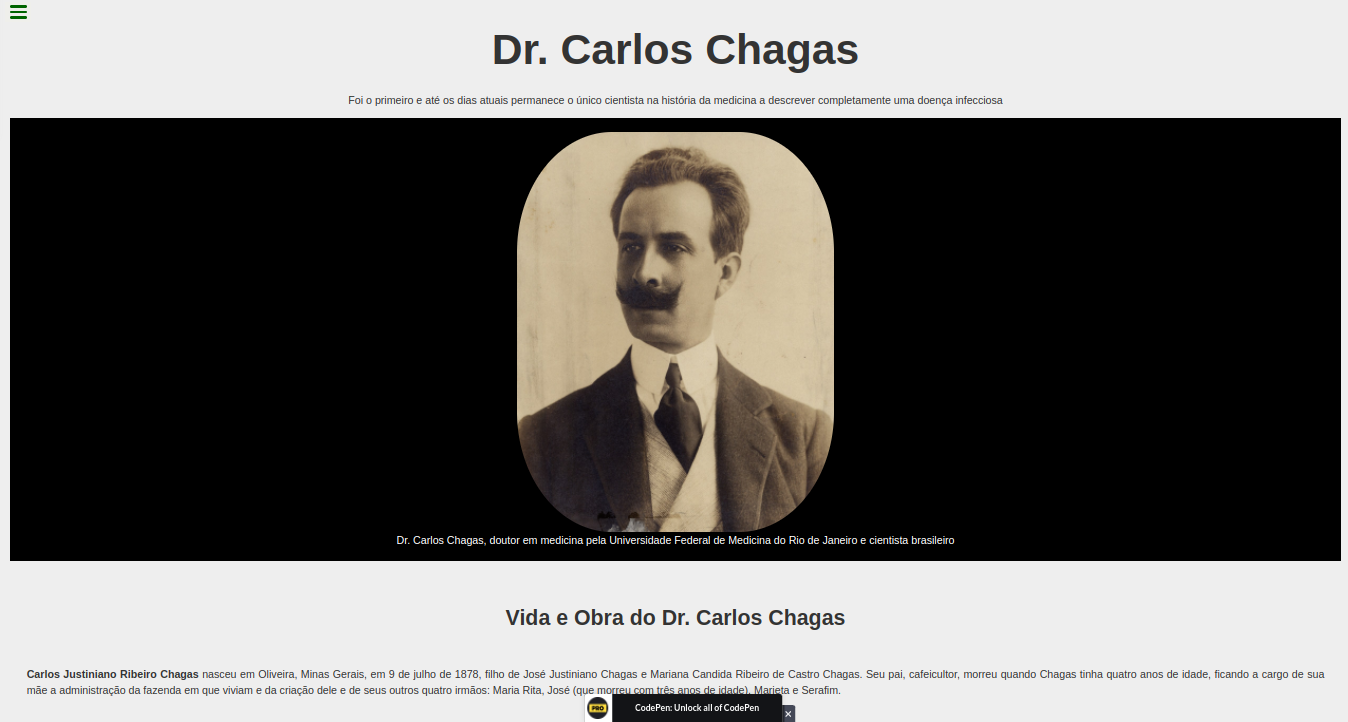 Dr. Carlos Chagas
Foi o primeiro e até os dias atuais permanece o único cientista na história da medicina a descrever completamente uma doença infecciosa
Dr. Carlos Chagas, doutor em medicina pela Universidade Federal de Medicina do Rio de Janeiro e cientista brasileiro
Vida e Obra do Dr. Carlos Chagas
Carlos Justiniano Ribeiro Chagas nasceu em Oliveira, Minas Gerais, em 9 de julho de 1878, filho de José Justiniano Chagas e Mariana Candida Ribeiro de Castro Chagas. Seu pai, cafeicultor, morreu quando Chagas tinha quatro anos de idade, ficando a cargo de sua
mãe a administração da fazenda em que viviam e da criação dele e de seus outros quatro irmãos: Maria Rita, José (que morreu com três anos de idade), Marieta e Serafim.
PRO CodePen: Unlock all of CodePen ×